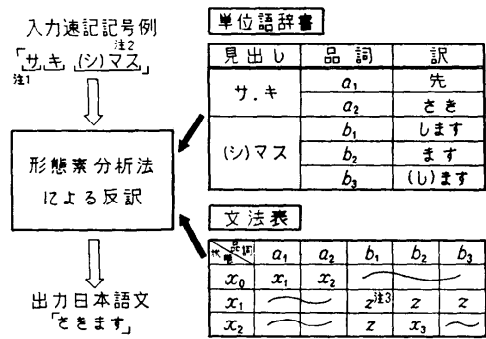 入力速記記号例
注2
「サ.キ (シ)マス」
注1
形態素分析法
による反訳
出力日本語文
「さきます」
単位語辞書
見出し 品詞 訳
サ.キ a1 先
a2 さき
(シ)マス b1 します
b2 ます
b3 (し)ます
文法表
状態 品詞 a1 a2 b1 b2 b3
x0 x1 x2
x1 z注3 z z
x2 z x3